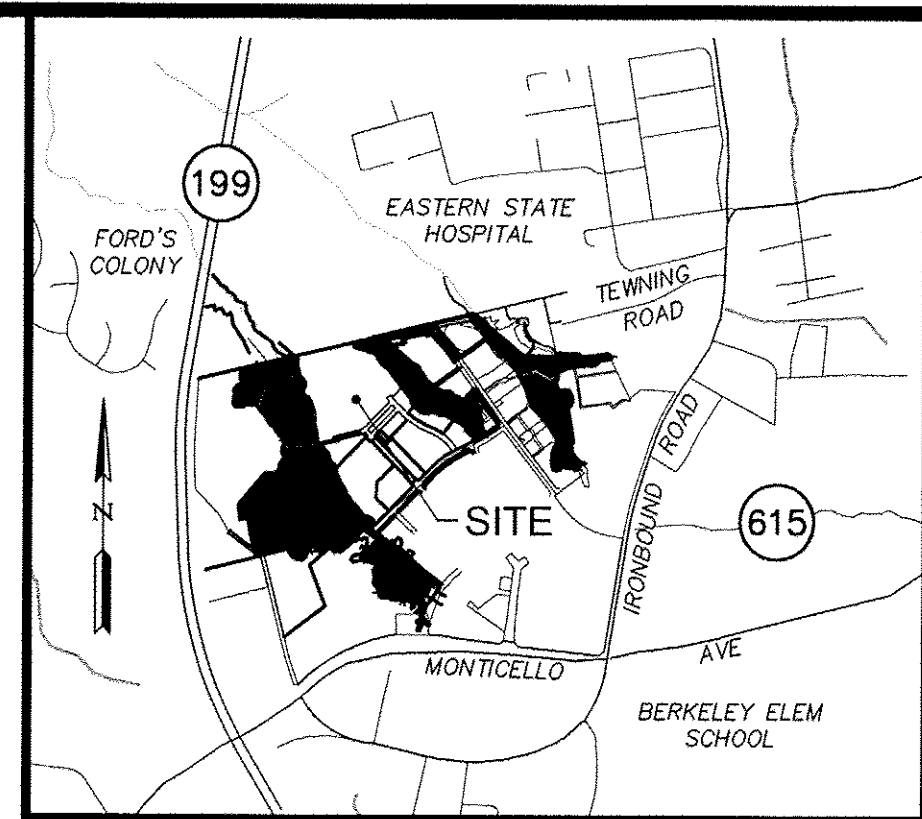 199
EASTERN STATE
HOSPITAL
FORD'S
COLONY
TEWNING
ROAD
N
SITE
IRONBOUND ROAD
615
MONTICELLO AVE
BERKELEY ELEM
SCHOOL